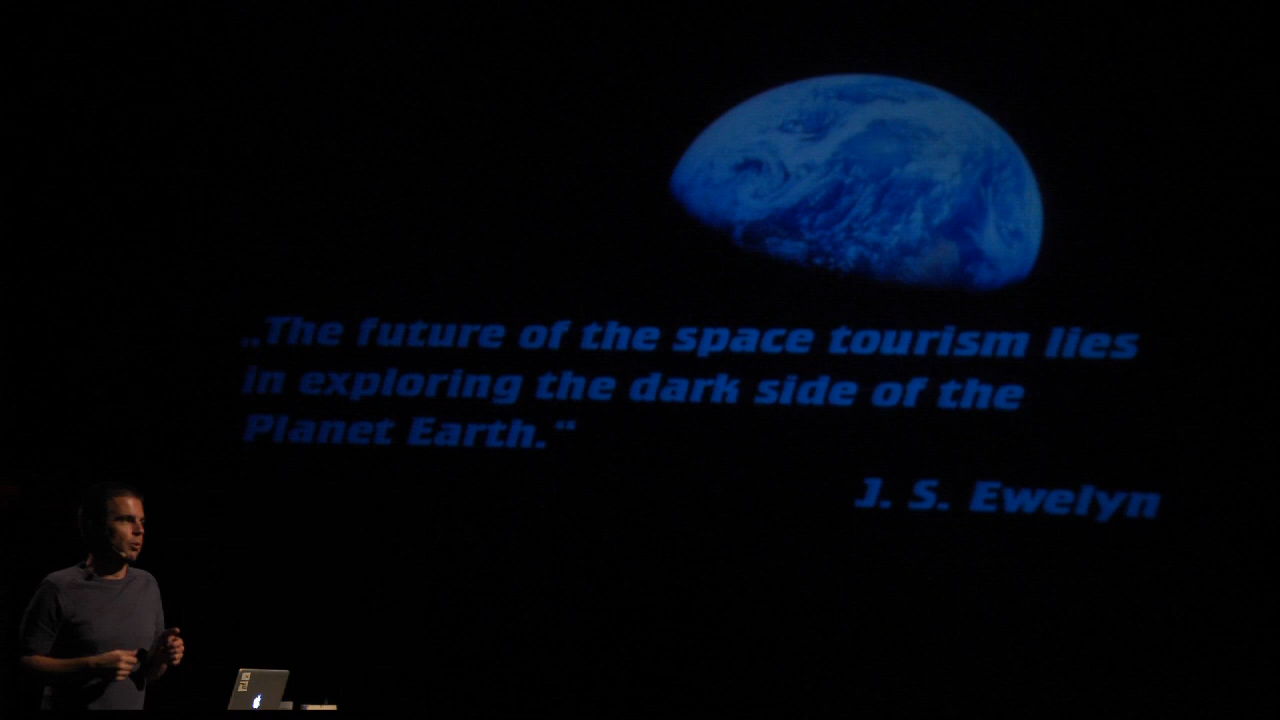 „The future of the space tourism lies
in exploring the dark side of the
Planet Earth.“
J. S. Ewelyn